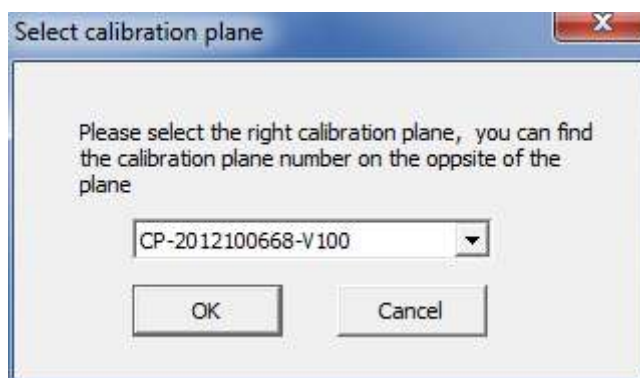 Select calibration plane
Please select the right calibration plane, you can find
the calibration plane number on the oppsite of the
plane
CP-2012100668-V100
OK
Cancel